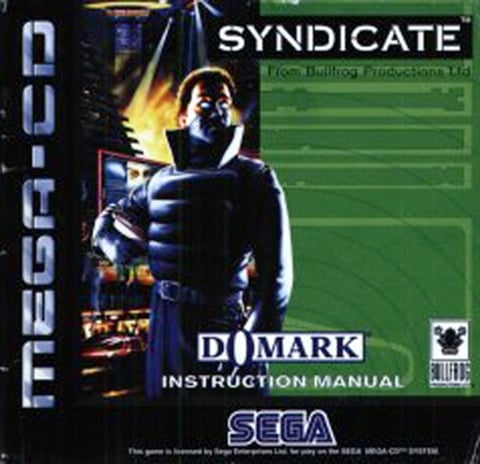 MEGA-CD
SYNDICATE™
From Bullfrog Productions Ltd
DOMARK™
INSTRUCTION MANUAL
BULLFROG
SEGA
This game is licensed by Sega Enterprises Ltd. for play on the SEGA MEGA-CD™ SYSTEM.